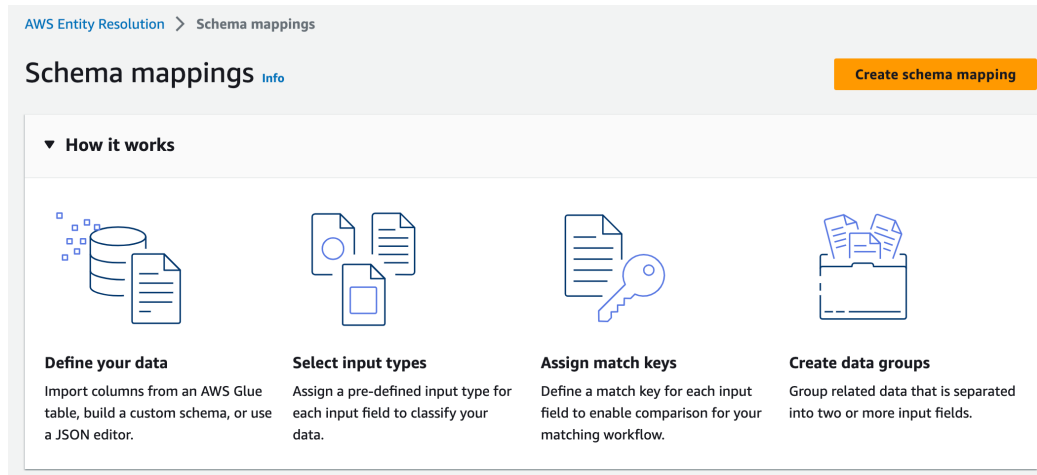 AWS Entity Resolution > Schema mappings
Schema mappings Info
Create schema mapping
▼ How it works
Define your data
Import columns from an AWS Glue
table, build a custom schema, or use
a JSON editor.
Select input types
Assign a pre-defined input type for
each input field to classify your
data.
Assign match keys
Define a match key for each input
field to enable comparison for your
matching workflow.
Create data groups
Group related data that is separated
into two or more input fields.